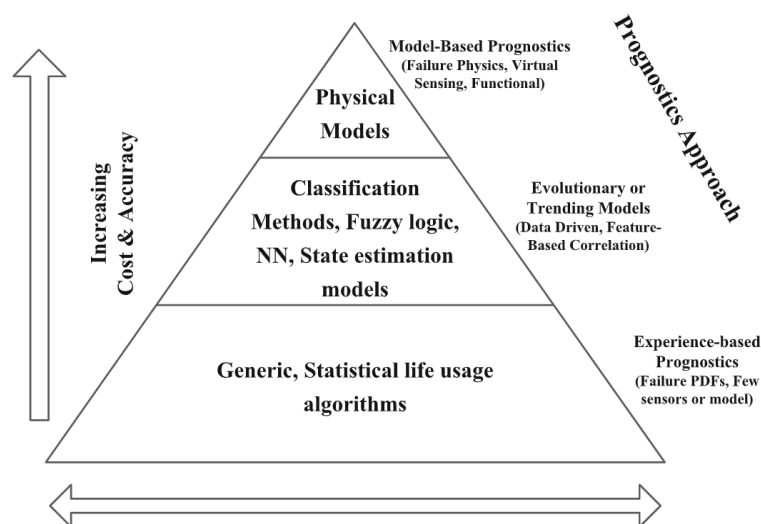 Model-Based Prognostics
(Failure Physics, Virtual
Sensing, Functional)
Prognostics Approach
Physical
Models
Increasing
Cost & Accuracy
Classification
Methods, Fuzzy logic,
NN, State estimation
models
Evolutionary or
Trending Models
(Data Driven, Feature-
Based Correlation)
Generic, Statistical life usage
algorithms
Experience-based
Prognostics
(Failure PDFs, Few
sensors or model)